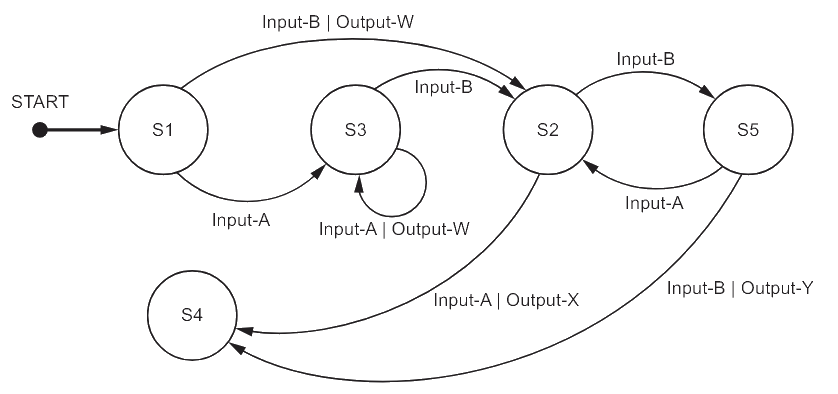 Input-B | Output-W
START
S1
S3
S2
S5
Input-B
Input-B
Input-A
Input-A | Output-W
Input-A
S4
Input-A | Output-X
Input-B | Output-Y